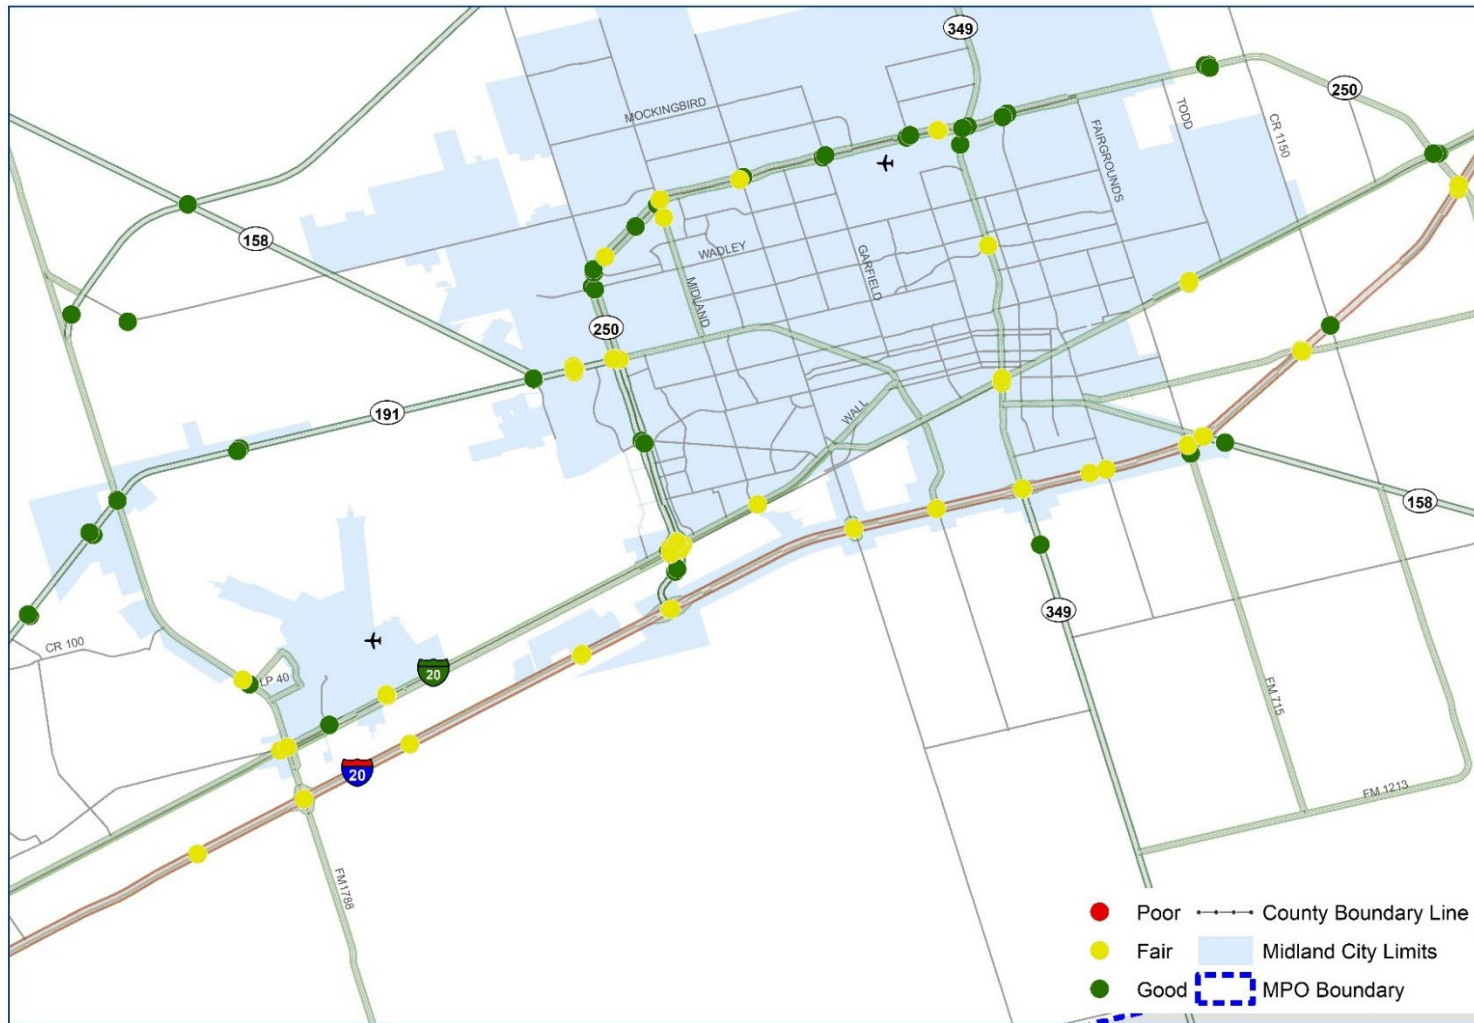 349
MOCKINGBIRD
250
TODD
CR 1150
FAIRGROUNDS
158
WADLEY
GARFIELD
MIDLAND
250
191
WALL
158
349
CR 100
LP 40
20
20
FM 715
FM 1213
FM1788
Poor
County Boundary Line
Fair
Midland City Limits
Good
MPO Boundary